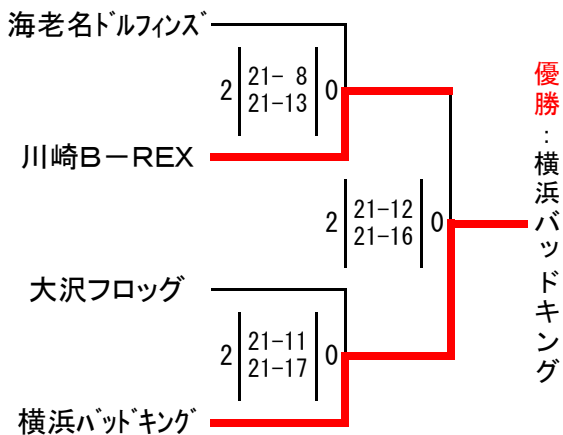 海老名ﾄﾞﾙﾌｨﾝｽﾞ
2 21- 8 0
21-13
川崎B－REX
2 21-12 0
21-16
大沢フロッグ
2 21-11 0
21-17
横浜ﾊﾞｯﾄﾞｷﾝｸﾞ
優勝：横浜バッドキング